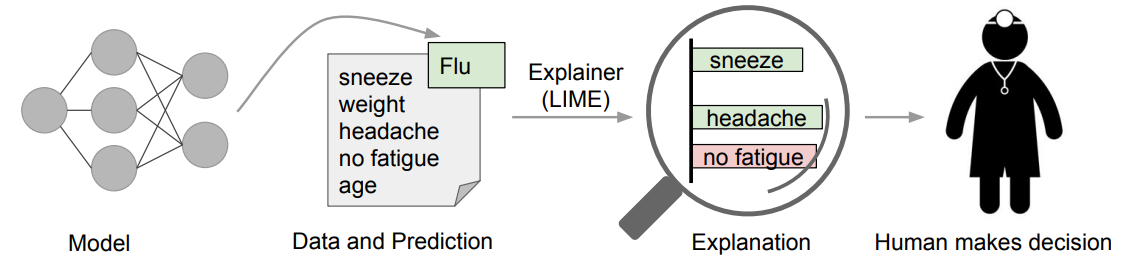 Flu
sneeze
weight
headache
no fatigue
age
Explainer
(LIME)
sneeze
headache
no fatigue
Model
Data and Prediction
Explanation
Human makes decision